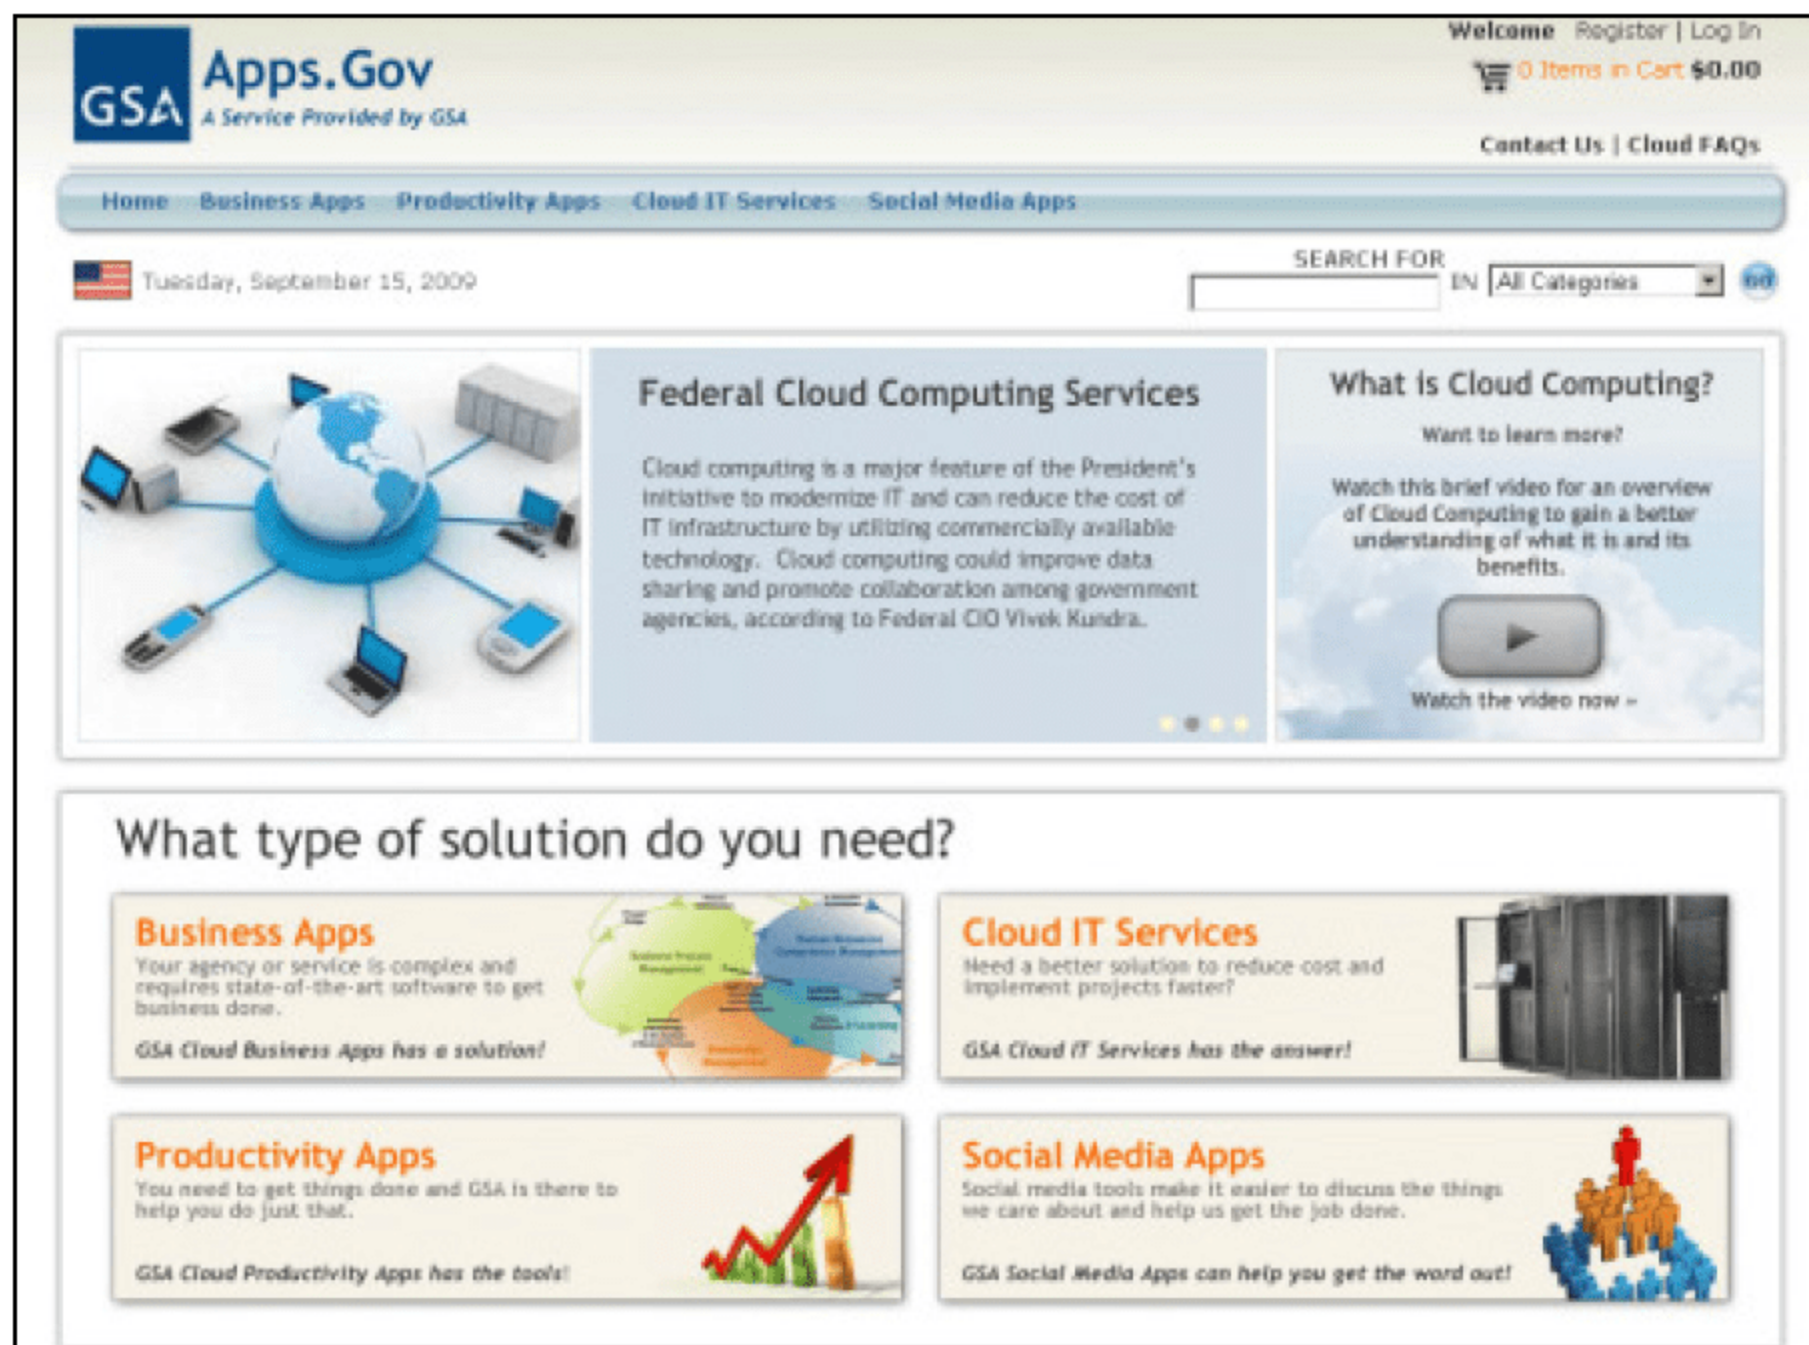 Welcome Register | Log In
GSA
Apps.Gov
A Service Provided by GSA
0 Items in Cart $0.00
Contact Us | Cloud FAQs
Home Business Apps Productivity Apps Cloud IT Services Social Media Apps
Tuesday, September 15, 2009
SEARCH FOR
IN All Categories
Federal Cloud Computing Services
Cloud computing is a major feature of the President's
initiative to modernize IT and can reduce the cost of
IT infrastructure by utilizing commercially available
technology. Cloud computing could improve data
sharing and promote collaboration among government
agencies, according to Federal CIO Vivek Kundra.
What is Cloud Computing?
Want to learn more?
Watch this brief video for an overview
of Cloud Computing to gain a better
understanding of what it is and its
benefits.
Watch the video now
What type of solution do you need?
Business Apps
Your agency or service is complex and
requires state-of-the-art software to get
business done.
GSA Cloud Business Apps has a solution!
Cloud IT Services
Need a better solution to reduce cost and
implement projects faster?
GSA Cloud IT Services has the answer!
Productivity Apps
You need to get things done and GSA is there to
help you do just that.
GSA Cloud Productivity Apps has the tools!
Social Media Apps
Social media tools make it easier to discuss the things
we care about and help us get the job done.
GSA Social Media Apps can help you get the word out!